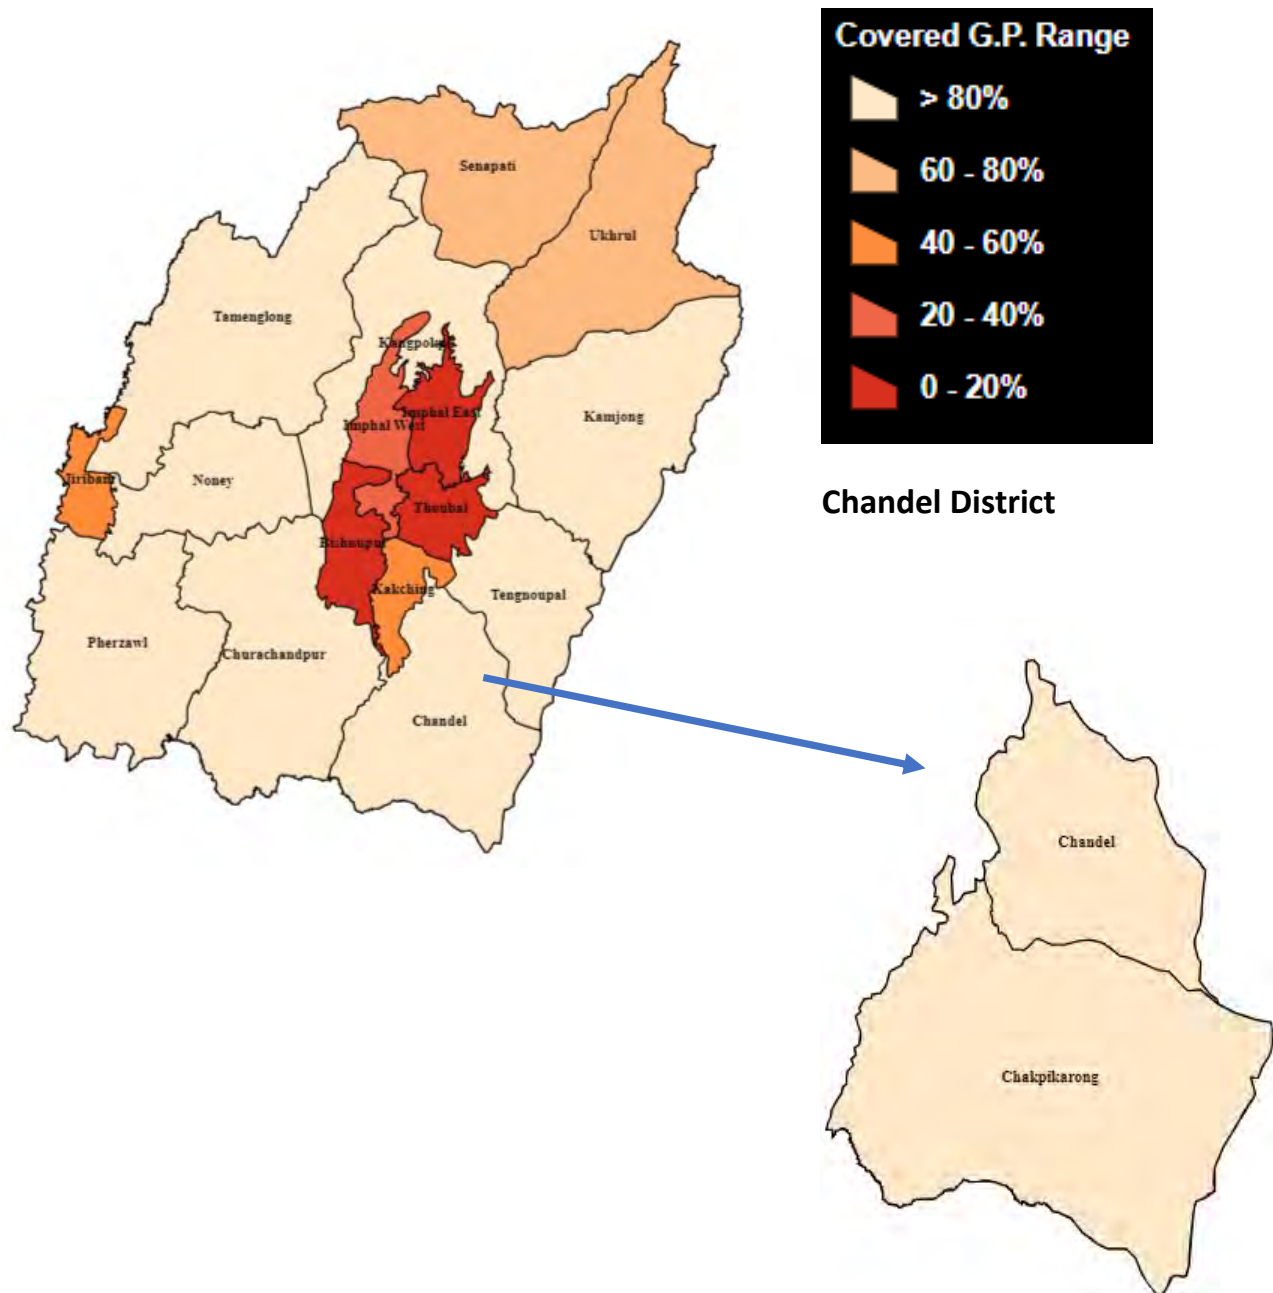 Covered G.P. Range
> 80%
60 - 80%
40 - 60%
20 - 40%
0 - 20%
Senapati
Ukhrul
Tamenglong
Kangpokpi
Imphal East
Imphal West
Kamjong
Jiribam
Noney
Thoubal
Bishnupur
Kakching
Tengnoupal
Pherzawl
Churachandpur
Chandel
Chandel District
Chandel
Chakpikarong